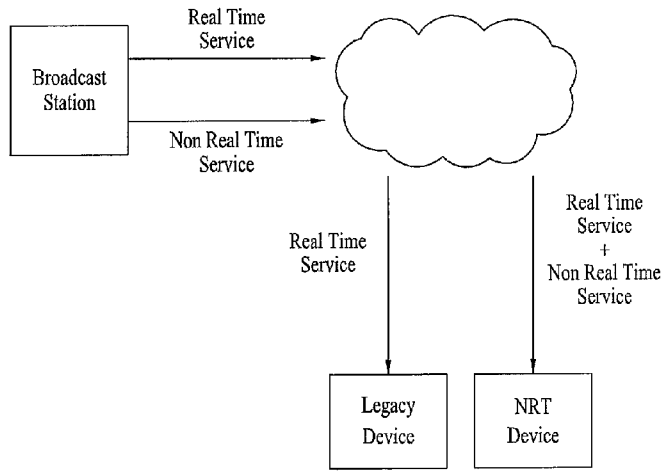 Real Time
Service
Broadcast
Station
Non Real Time
Service
Real Time
Service
Real Time
Service
+
Non Real Time
Service
Legacy
Device
NRT
Device